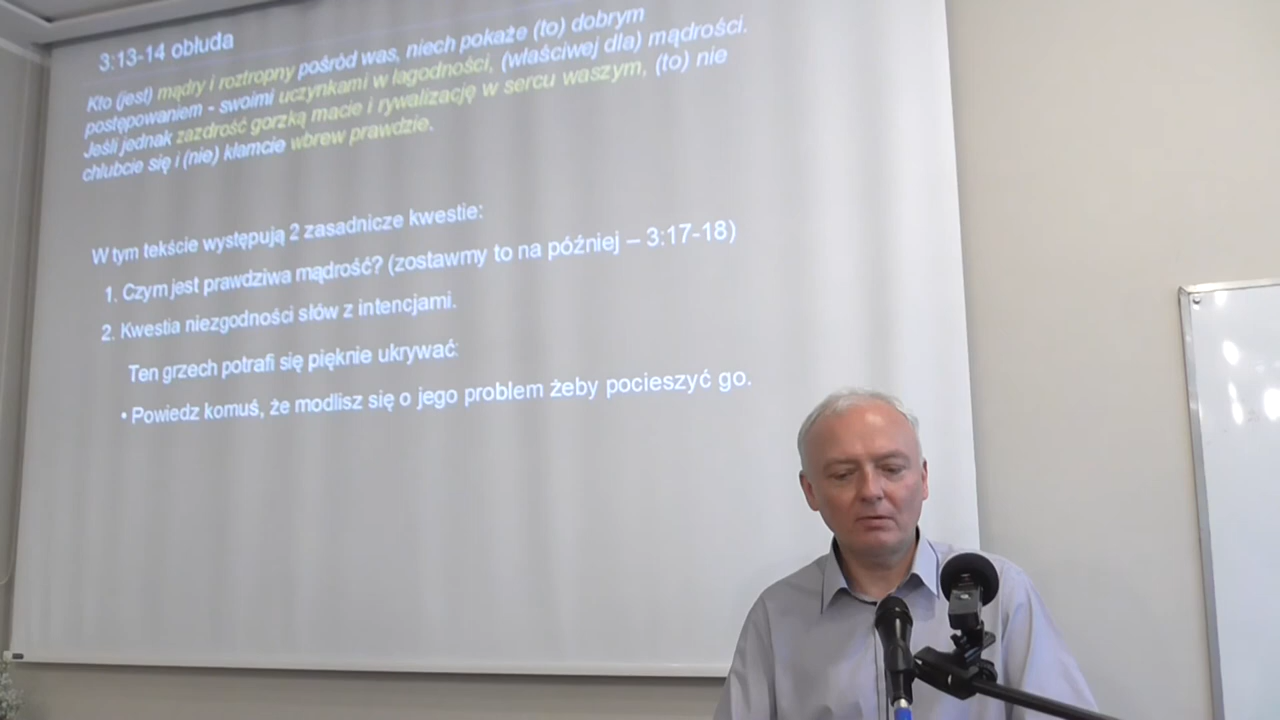 3:13-14 obłuda
Kto (jest) mądry i roztropny pośród was, niech pokaże (to) dobrym
postępowaniem - swoimi uczynkami w łagodności, (właściwej dla) mądrości.
Jeśli jednak zazdrość gorzką macie i rywalizację w sercu waszym, (to) nie
chlubcie się i (nie) kłamcie wbrew prawdzie.
W tym tekście występują 2 zasadnicze kwestie:
1. Czym jest prawdziwa mądrość? (zostawmy to na później – 3:17-18)
2. Kwestia niezgodności słów z intencjami.
Ten grzech potrafi się pięknie ukrywać:
• Powiedz komuś, że modlisz się o jego problem żeby pocieszyć go.